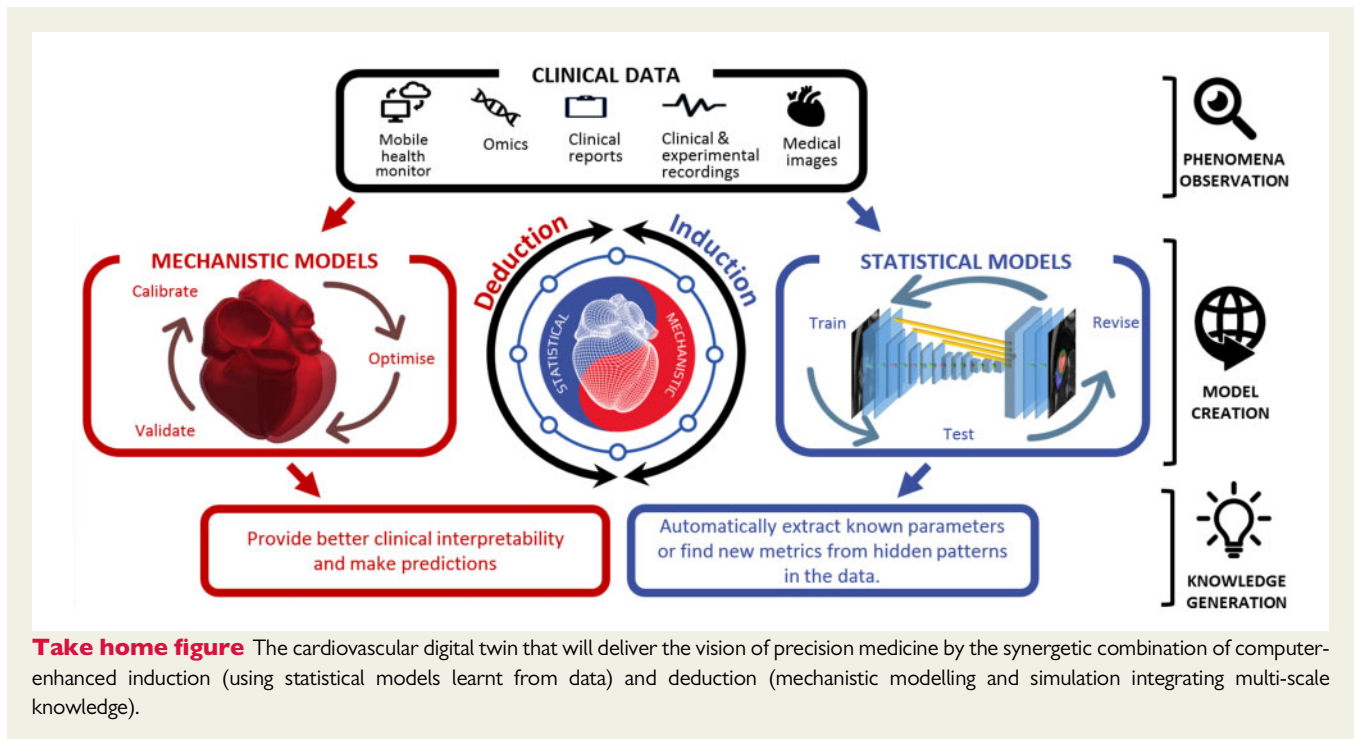 CLINICAL DATA
Mobile
health
monitor
Omics
Clinical
reports
Clinical &
experimental
recordings
Medical
images
PHENOMENA
OBSERVATION
MECHANISTIC MODELS
Calibrate
Optimise
Validate
Deduction
Induction
STATISTICAL
MECHANISTIC
STATISTICAL MODELS
Train
Revise
Test
MODEL
CREATION
Provide better clinical interpretability
and make predictions
Automatically extract known parameters
or find new metrics from hidden patterns
in the data.
KNOWLEDGE
GENERATION
Take home figure The cardiovascular digital twin that will deliver the vision of precision medicine by the synergetic combination of computer-
enhanced induction (using statistical models learnt from data) and deduction (mechanistic modelling and simulation integrating multi-scale
knowledge).